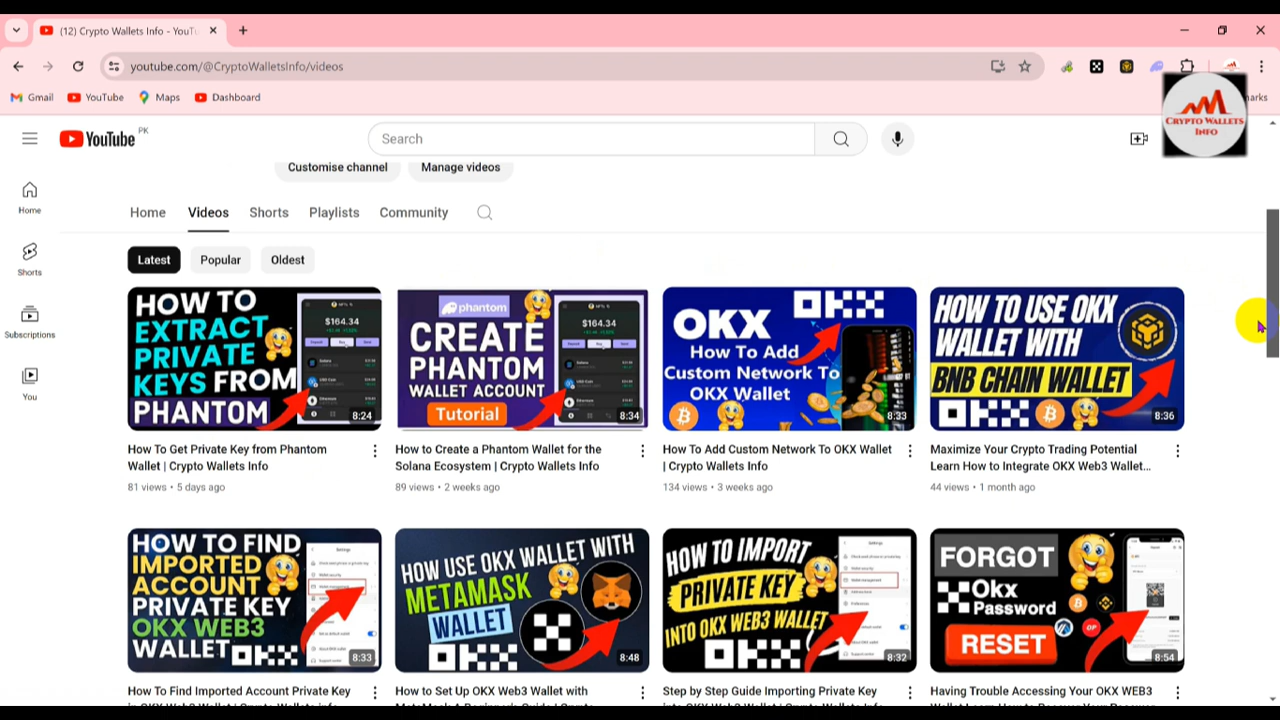 (12) Crypto Wallets Info - YouT
youtube.com/@CryptoWalletsInfo/videos
Gmail
YouTube
Maps
Dashboard
CRYPTO WALLETS
INFO
YouTube PK
Search
Customise channel
Manage videos
Home
Shorts
Subscriptions
You
Home
Videos
Shorts
Playlists
Community
Latest
Popular
Oldest
HOW TO
EXTRACT
PRIVATE
KEYS FROM
PHANTOM
$164.34
8:24
phantom
CREATE
PHANTOM
WALLET ACCOUNT
Tutorial
$164.34
8:34
OKX
How To Add
Custom Network To
OKX Wallet
8:33
HOW TO USE OKX
WALLET WITH
BNB CHAIN WALLET
8:36
How To Get Private Key from Phantom
Wallet | Crypto Wallets Info
81 views • 5 days ago
How to Create a Phantom Wallet for the
Solana Ecosystem | Crypto Wallets Info
89 views • 2 weeks ago
How To Add Custom Network To OKX Wallet
| Crypto Wallets Info
134 views • 3 weeks ago
Maximize Your Crypto Trading Potential
Learn How to Integrate OKX Web3 Wallet...
44 views • 1 month ago
HOW TO FIND
IMPORTED
ACCOUNT
PRIVATE KEY
OKX WEB3
WALLET
8:33
HOW USE OKX WALLET WITH
METAMASK
WALLET
8:48
HOW TO IMPORT
PRIVATE KEY
INTO OKX WEB3 WALLET
8:32
FORGOT
Okx
Password
RESET
8:54
How To Find Imported Account Private Key
How to Set Up OKX Web3 Wallet with
Step by Step Guide Importing Private Key
Having Trouble Accessing Your OKX WEB3